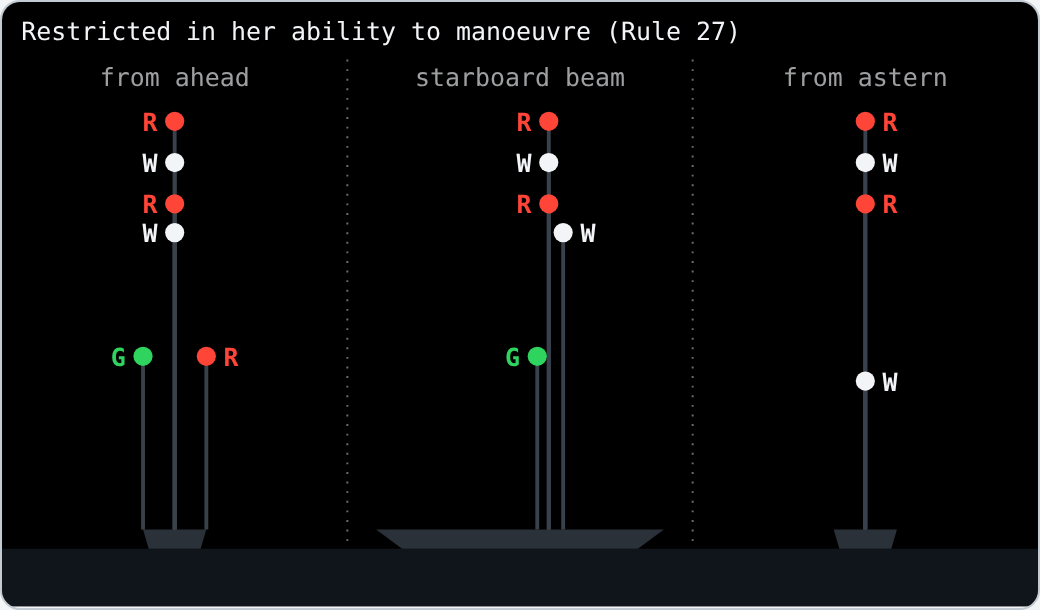 Restricted in her ability to manoeuvre (Rule 27)
from ahead
starboard beam
from astern
R
W
R
W
G
R
R
W
R
W
G
R
W
R
W